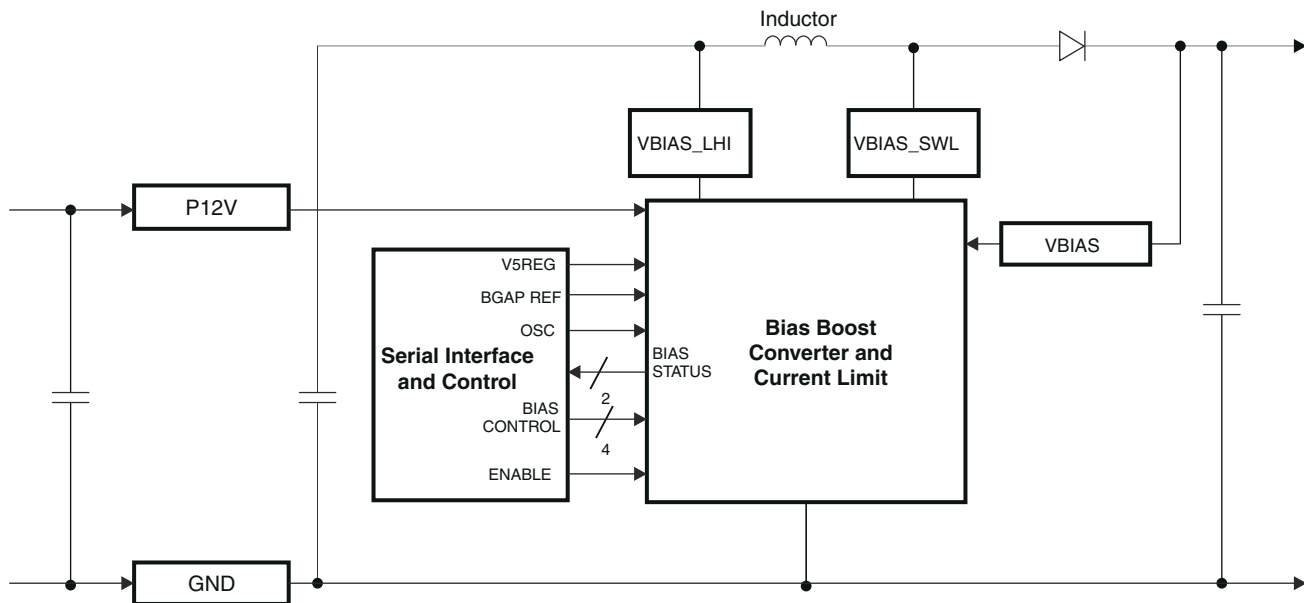 Inductor
VBIAS_LHI
VBIAS_SWL
P12V
VBIAS
V5REG
BGAP REF
OSC
Serial Interface
and Control
BIAS
STATUS
2
BIAS
CONTROL
4
ENABLE
Bias Boost
Converter and
Current Limit
GND